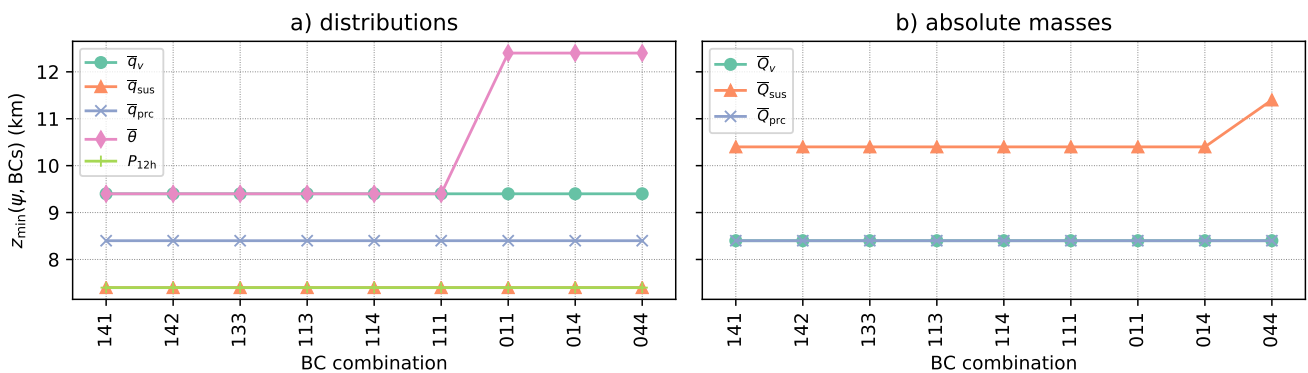 a) distributions
b) absolute masses
z_min(ψ, BCs) (km)
12
11
10
9
8
q̅_v
q̅_sus
q̅_prc
θ̅
P_12h
Q̅_v
Q̅_sus
Q̅_prc
141 142 133 113 114 111 011 014 044
141 142 133 113 114 111 011 014 044
BC combination
BC combination